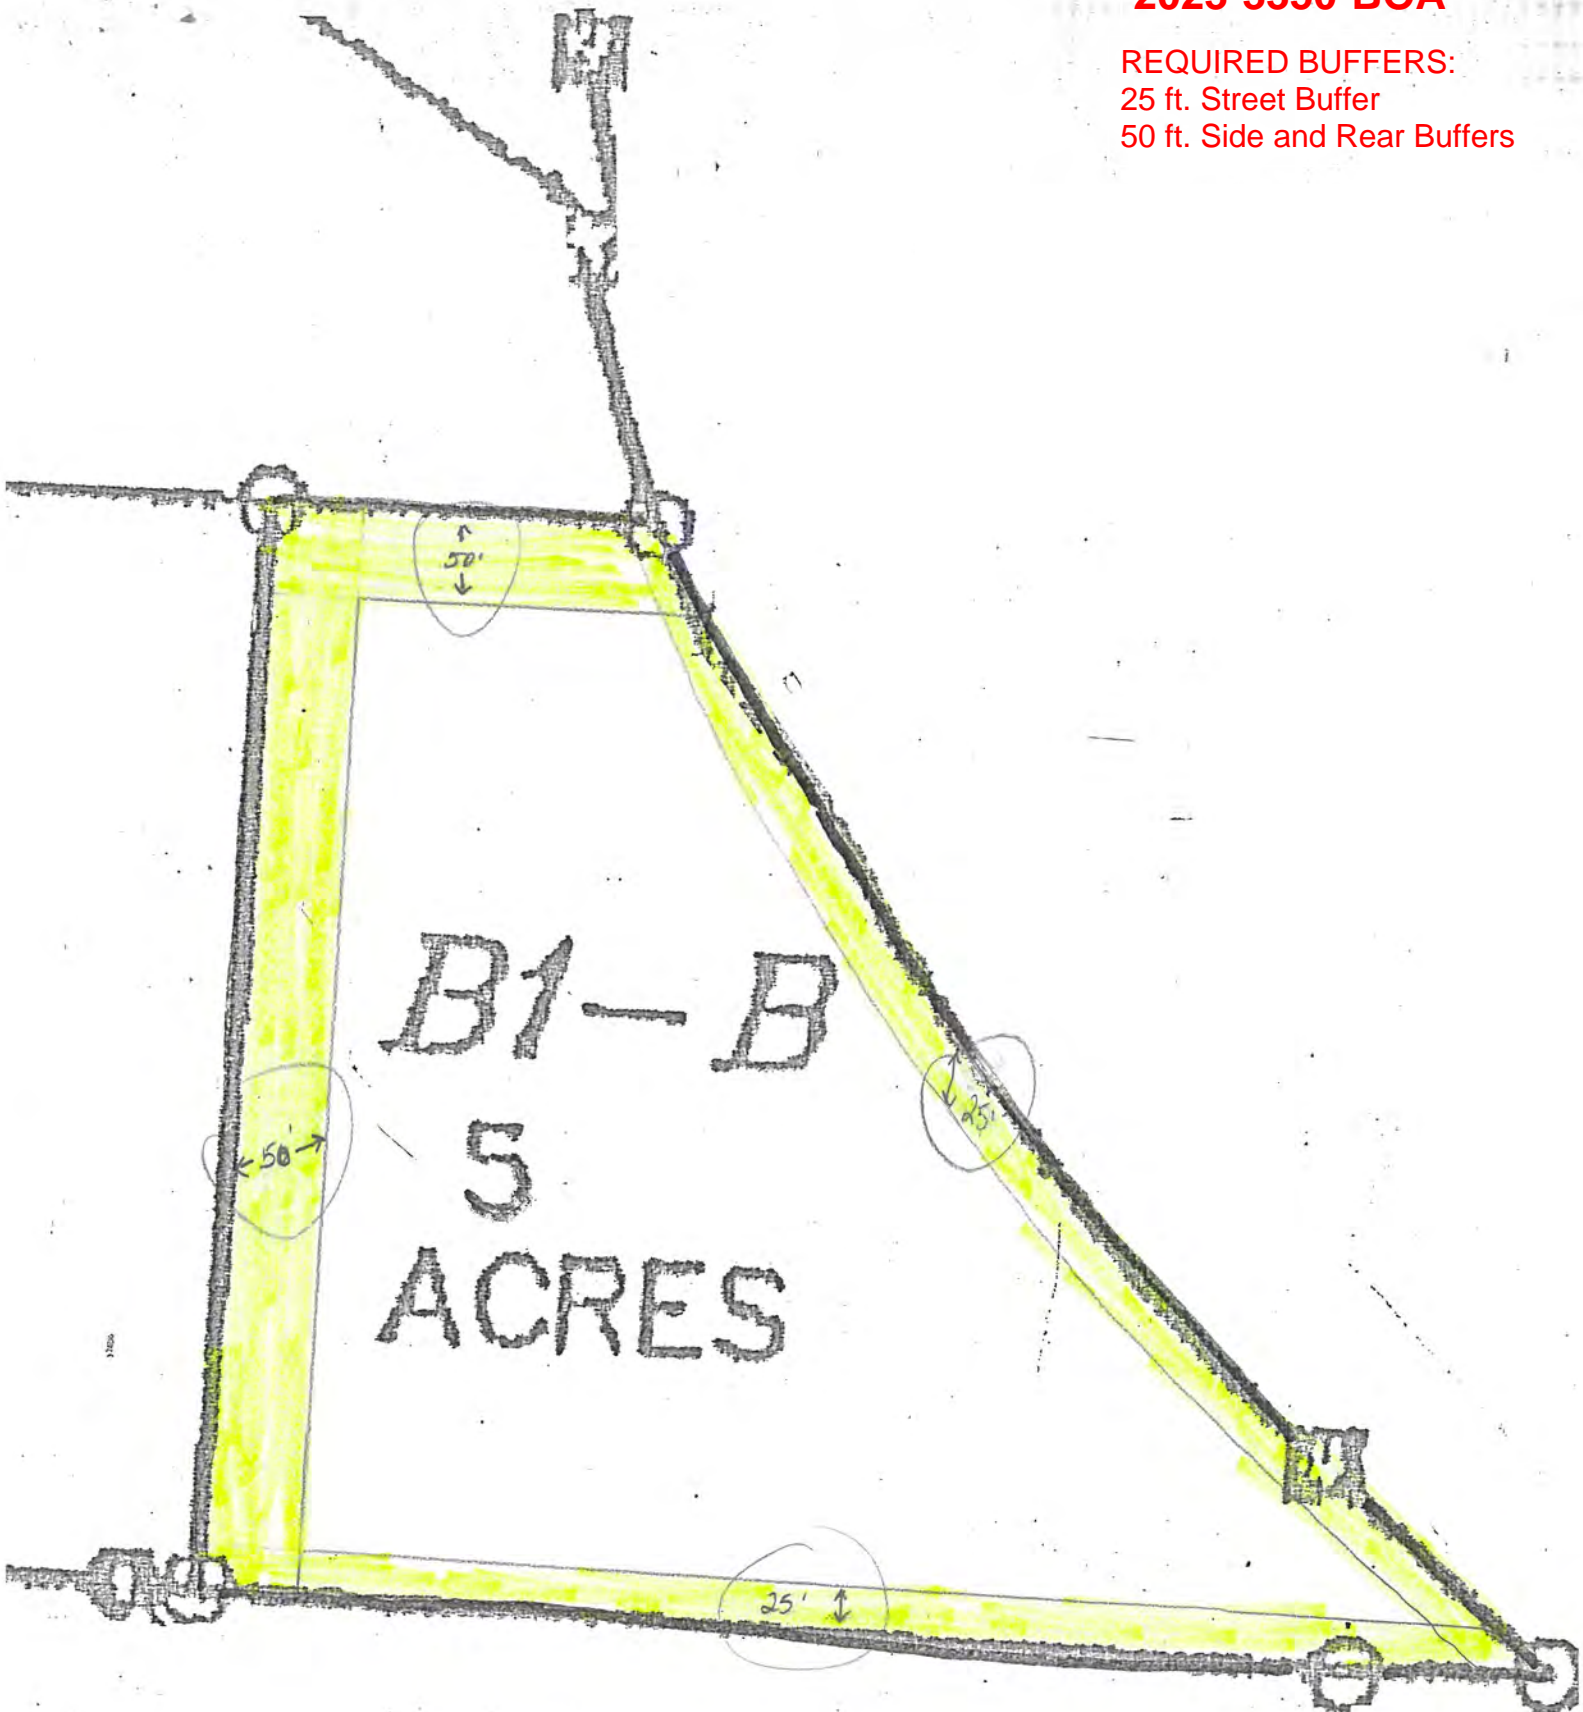 REQUIRED BUFFERS:
25 ft. Street Buffer
50 ft. Side and Rear Buffers
50'
B1-B
25'
50'
5
ACRES
25'